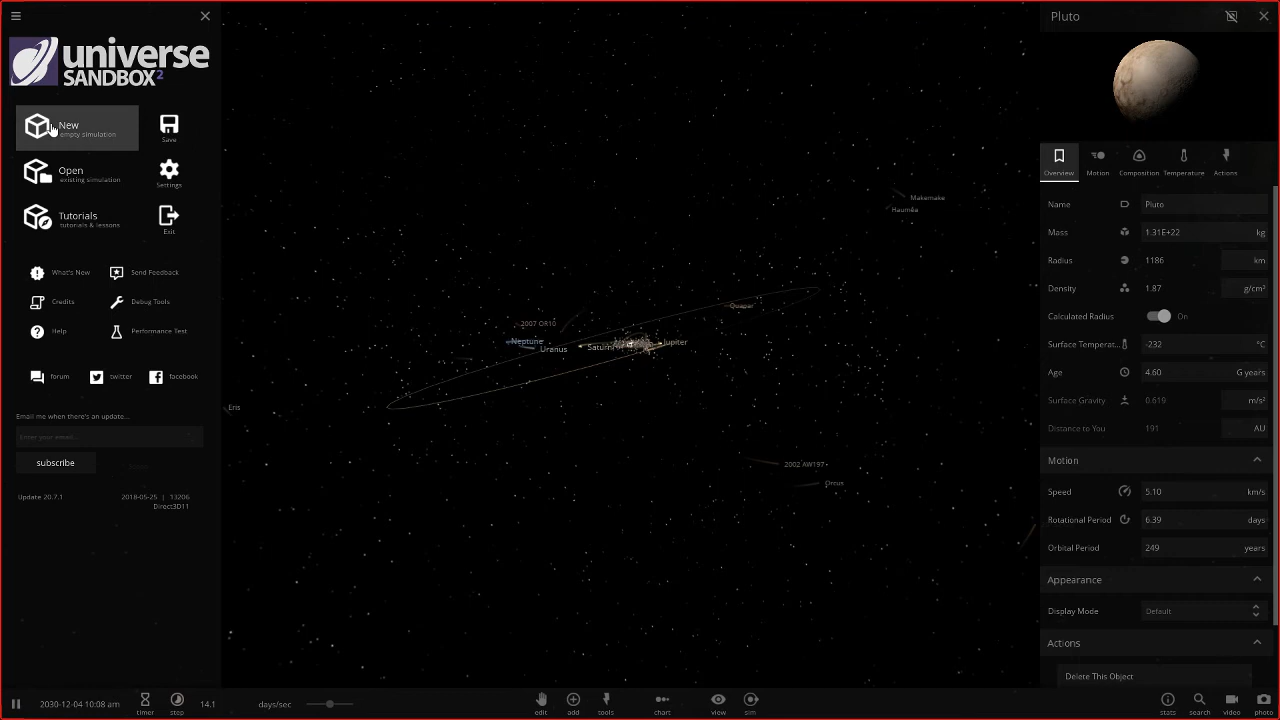 Pluto
universe
SANDBOX²
New
empty simulation
Save
Open
existing simulation
Settings
Tutorials
tutorials & lessons
Exit
What's New
Send Feedback
Credits
Debug Tools
Help
Performance Test
forum
twitter
facebook
Email me when there's an update...
Enter your email...
subscribe
Update 20.7.1
2018-05-25 | 13206
Direct3D11
Makemake
Haumea
Quaoar
2007 OR10
Neptune
Uranus
Saturn
Jupiter
Eris
2002 AW197
Orcus
Overview
Motion
Composition
Temperature
Actions
Name
Pluto
Mass
1.31E+22
kg
Radius
1186
km
Density
1.87
g/cm³
Calculated Radius
On
Surface Temperat...
-232
°C
Age
4.60
G years
Surface Gravity
0.619
m/s²
Distance to You
191
AU
Motion
Speed
5.10
km/s
Rotational Period
6.39
days
Orbital Period
249
years
Appearance
Display Mode
Default
Actions
Delete This Object
2030-12-04 10:08 am
timer
step
14.1
days/sec
edit
add
tools
chart
view
sim
stats
search
video
photo